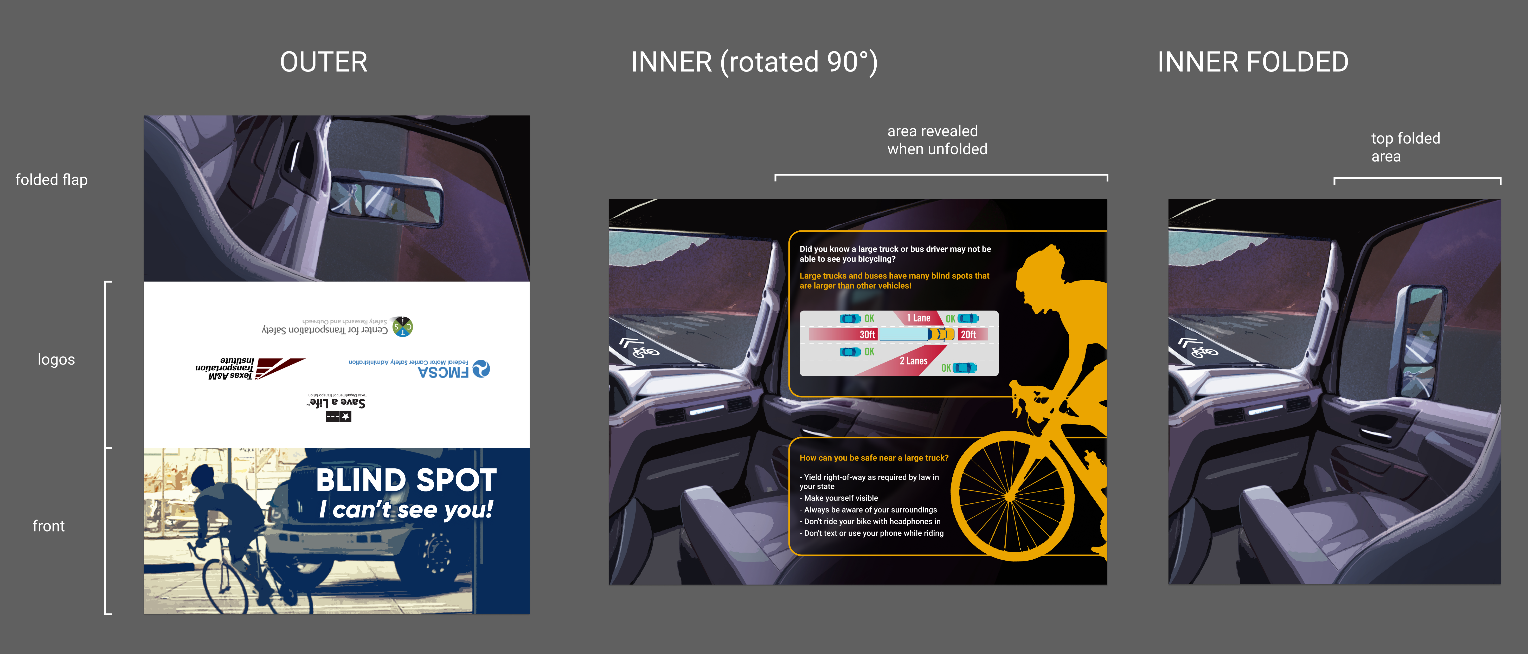 OUTER
INNER (rotated 90°)
INNER FOLDED
area revealed
when unfolded
top folded
area
folded flap
logos
front
Center for Transportation Safety
Safety Research and Outreach
CTS
Texas A&M
Transportation
Institute
FMCSA
Federal Motor Carrier Safety Administration
Save a Life™
BLIND SPOT
I can't see you!
Did you know a large truck or bus driver may not be
able to see you bicycling?
Large trucks and buses have many blind spots that
are larger than other vehicles!
OK
1 Lane
OK
30ft
20ft
OK
2 Lanes
OK
How can you be safe near a large truck?
- Yield right-of-way as required by law in
your state
- Make yourself visible
- Always be aware of your surroundings
- Don't ride your bike with headphones in
- Don't text or use your phone while riding